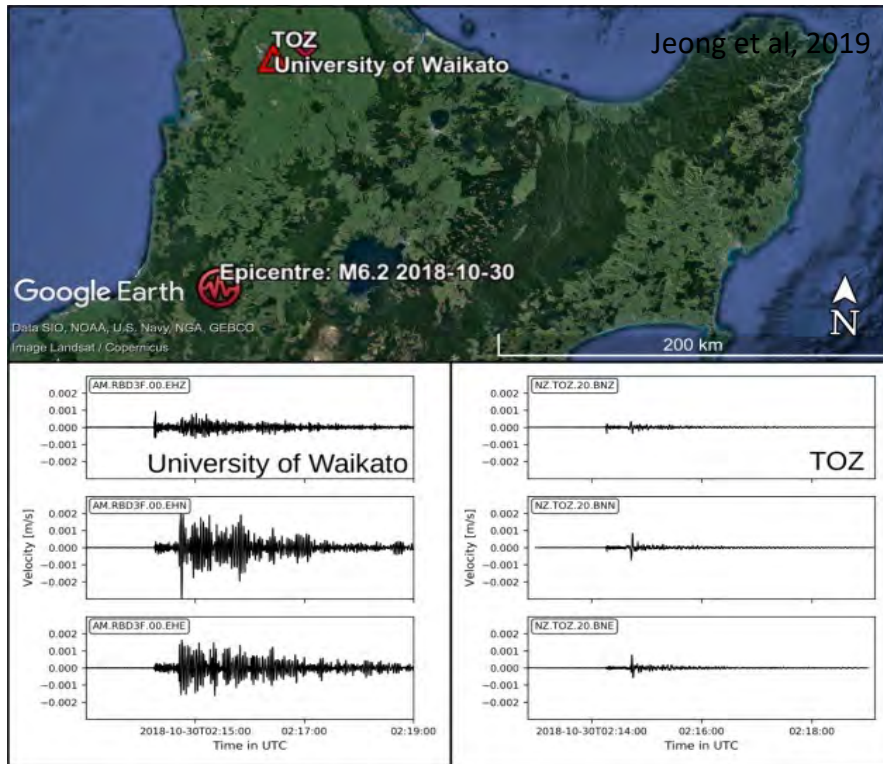 TOZ
Jeong et al, 2019
University of Waikato
Epicentre: M6.2 2018-10-30
Google Earth
Data SIO, NOAA, U.S. Navy, NGA, GEBCO
Image Landsat / Copernicus
N
200 km
AM.RBD3F.00.EHZ
0.002
0.001
0.000
−0.001
−0.002
University of Waikato
AM.RBD3F.00.EHN
0.002
0.001
0.000
−0.001
−0.002
Velocity [m/s]
AM.RBD3F.00.EHE
0.002
0.001
0.000
−0.001
−0.002
2018-10-30T02:15:00
02:17:00
02:19:00
Time in UTC
NZ.TOZ.20.BNZ
0.002
0.001
0.000
−0.001
−0.002
TOZ
NZ.TOZ.20.BNN
0.002
0.001
0.000
−0.001
−0.002
Velocity [m/s]
NZ.TOZ.20.BNE
0.002
0.001
0.000
−0.001
−0.002
2018-10-30T02:14:00
02:16:00
02:18:00
Time in UTC